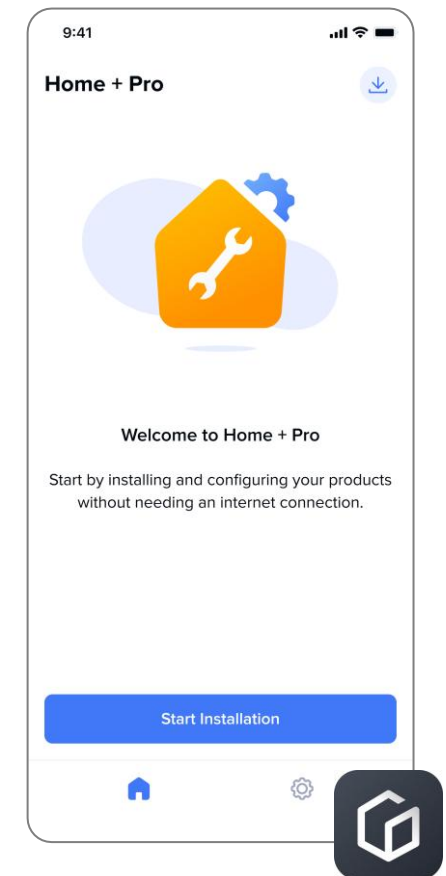 9:41
Home + Pro
Welcome to Home + Pro
Start by installing and configuring your products
without needing an internet connection.
Start Installation